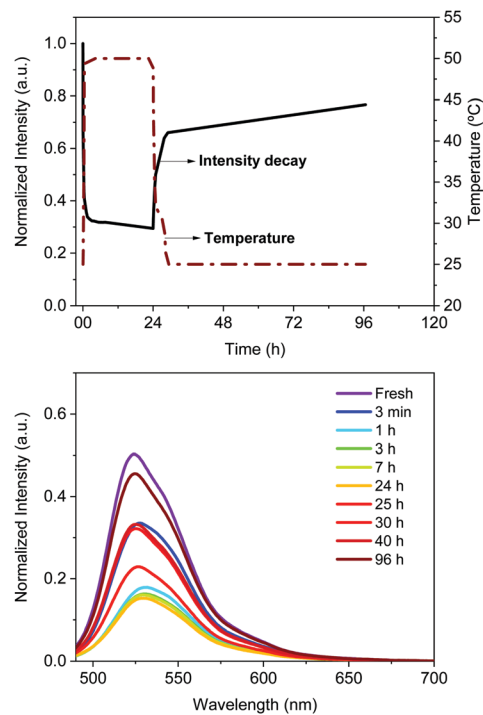 Normalized Intensity (a.u.)
1.0
0.8
0.6
0.4
0.2
0.0
55
50
45
40
35
30
25
20
Temperature (ºC)
Intensity decay
Temperature
00 24 48 72 96 120
Time (h)
Normalized Intensity (a.u.)
0.6
0.4
0.2
0.0
Fresh
3 min
1 h
3 h
7 h
24 h
25 h
30 h
40 h
96 h
500 550 600 650 700
Wavelength (nm)